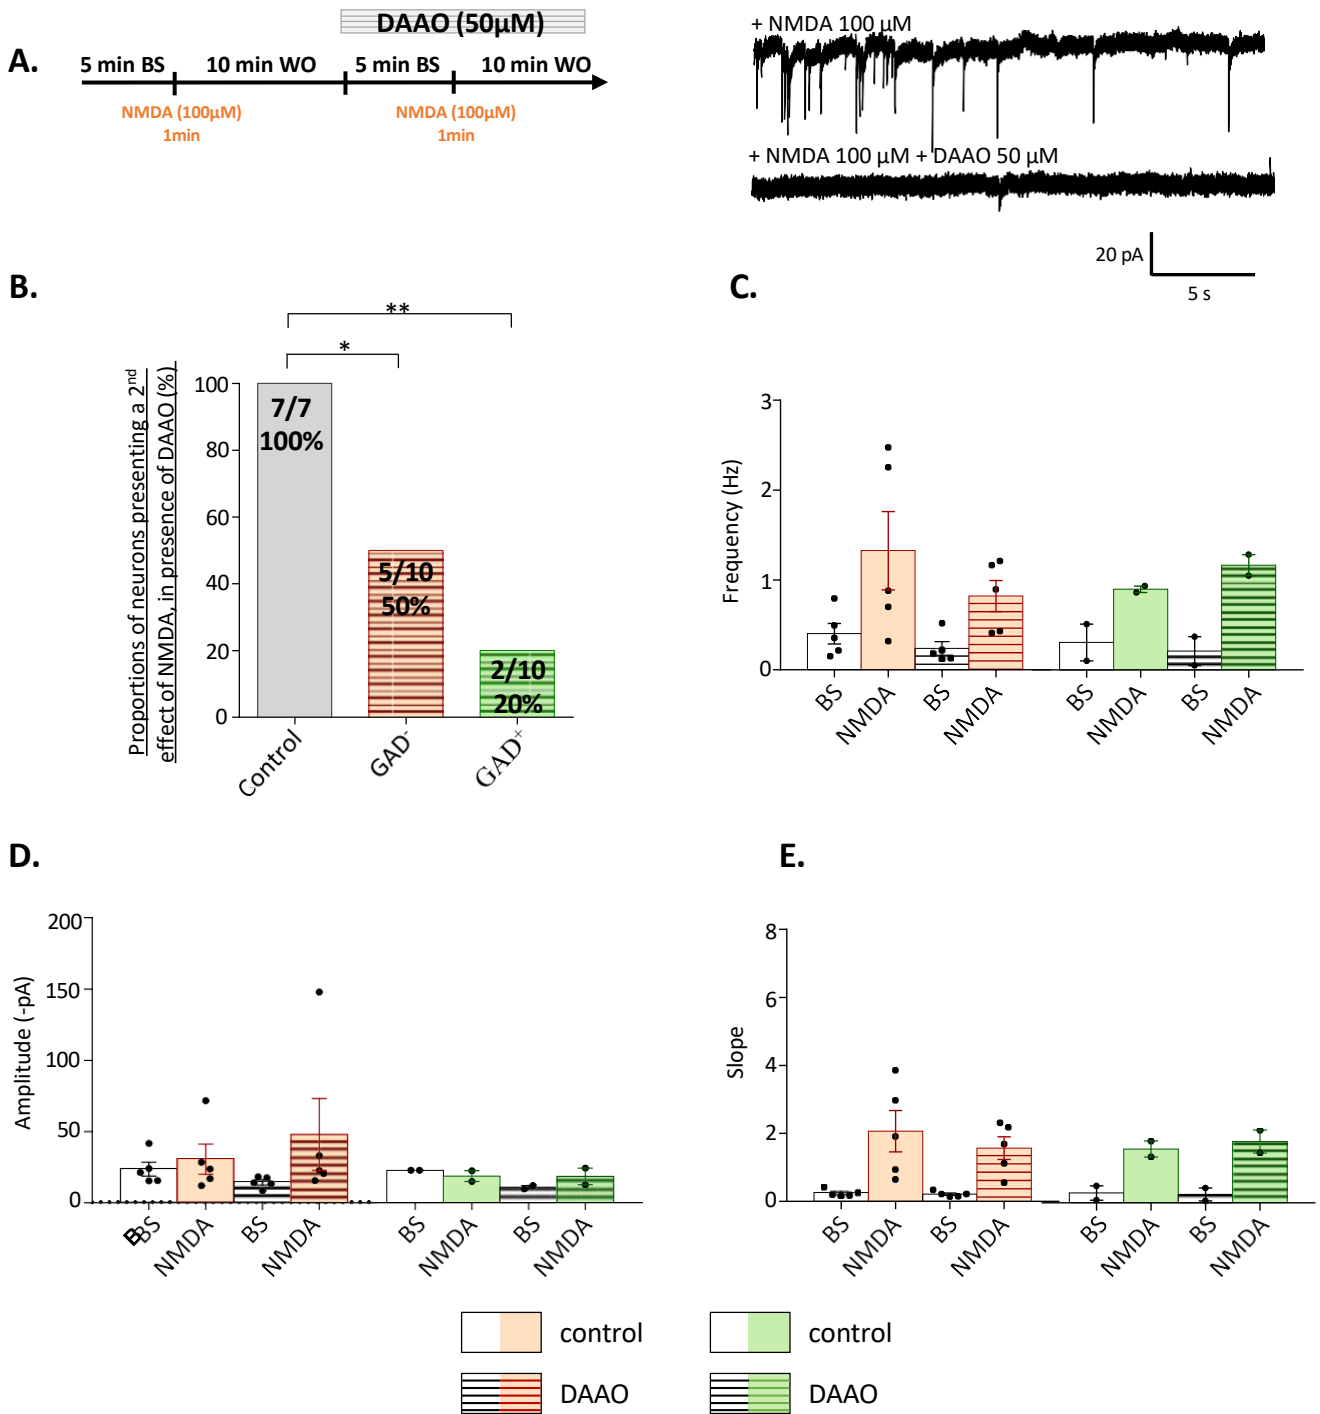 DAAO (50µM)
A.
5 min BS
10 min WO
5 min BS
10 min WO
NMDA (100µM)
1min
NMDA (100µM)
1min
+ NMDA 100 µM
+ NMDA 100 µM + DAAO 50 µM
20 pA
5 s
B.
Proportions of neurons presenting a 2nd
effect of NMDA, in presence of DAAO (%)
**
*
100
80
60
40
20
0
7/7
100%
5/10
50%
2/10
20%
Control
GAD-
GAD+
C.
Frequency (Hz)
3
2
1
0
BS
NMDA
BS
NMDA
BS
NMDA
BS
NMDA
D.
Amplitude (-pA)
200
150
100
50
0
B
BS
NMDA
BS
NMDA
BS
NMDA
BS
NMDA
E.
Slope
8
6
4
2
0
BS
NMDA
BS
NMDA
BS
NMDA
BS
NMDA
control
control
DAAO
DAAO